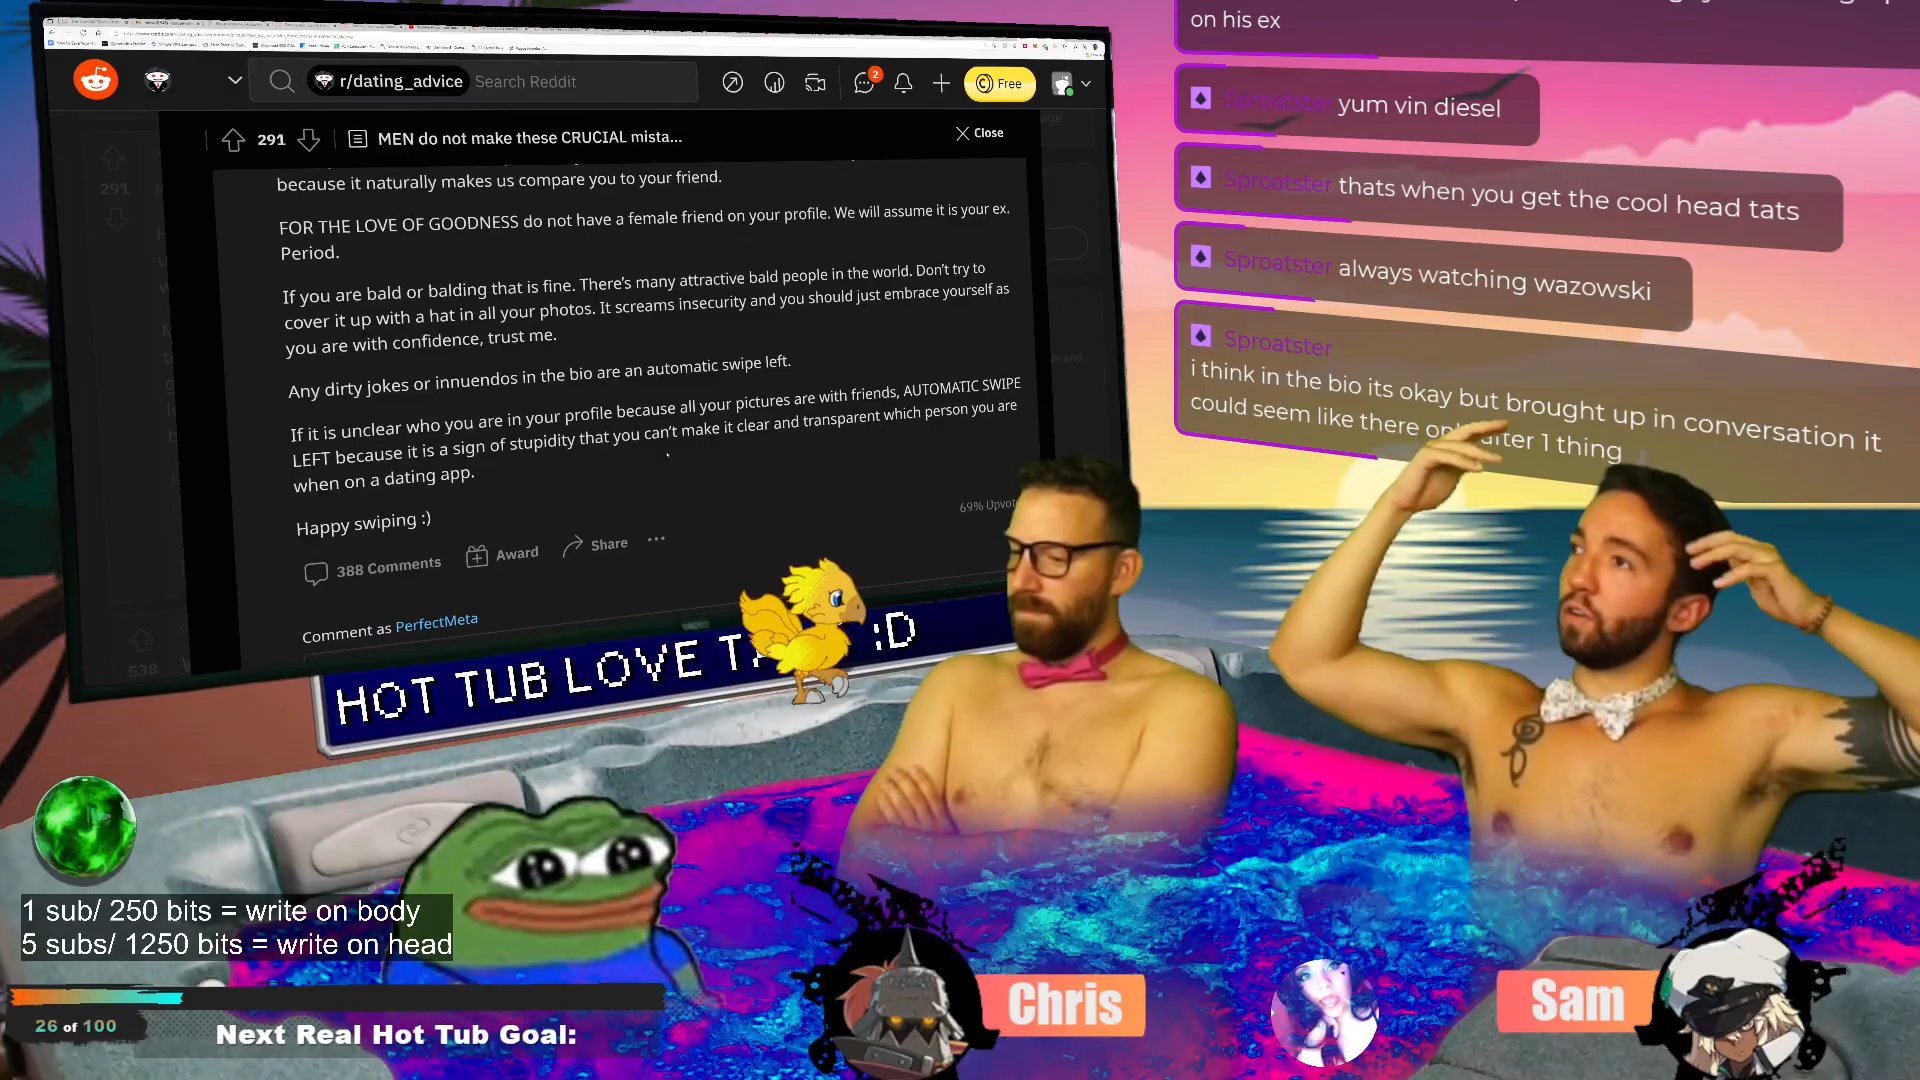 r/dating_advice Search Reddit
2
Free
291
MEN do not make these CRUCIAL mista...
Close
because it naturally makes us compare you to your friend.
FOR THE LOVE OF GOODNESS do not have a female friend on your profile. We will assume it is your ex.
Period.
If you are bald or balding that is fine. There's many attractive bald people in the world. Don't try to
cover it up with a hat in all your photos. It screams insecurity and you should just embrace yourself as
you are with confidence, trust me.
Any dirty jokes or innuendos in the bio are an automatic swipe left.
If it is unclear who you are in your profile because all your pictures are with friends, AUTOMATIC SWIPE
LEFT because it is a sign of stupidity that you can't make it clear and transparent which person you are
when on a dating app.
Happy swiping :)
69% Upvot
388 Comments
Award
Share
Comment as PerfectMeta
291
538
HOT TUB LOVE :D
on his ex
Sproatster yum vin diesel
Sproatster thats when you get the cool head tats
Sproatster always watching wazowski
Sproatster
i think in the bio its okay but brought up in conversation it
could seem like there after 1 thing
1 sub/ 250 bits = write on body
5 subs/ 1250 bits = write on head
26 of 100
Next Real Hot Tub Goal:
Chris
Sam